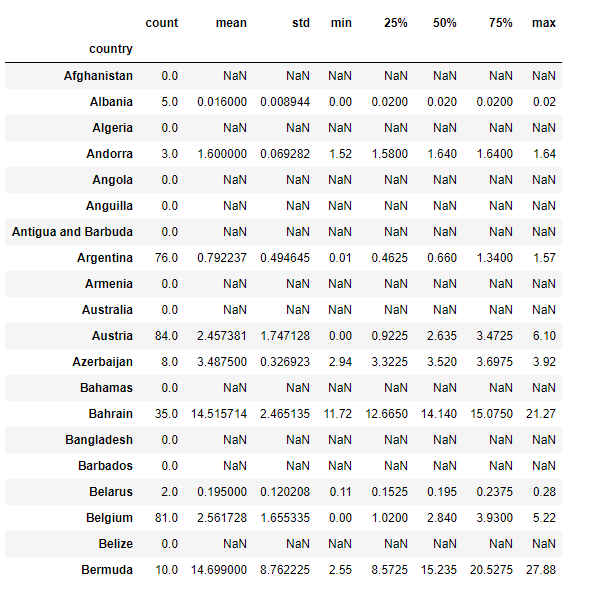 count mean std min 25% 50% 75% max
country
Afghanistan 0.0 NaN NaN NaN NaN NaN NaN NaN
Albania 5.0 0.016000 0.008944 0.00 0.0200 0.020 0.0200 0.02
Algeria 0.0 NaN NaN NaN NaN NaN NaN NaN
Andorra 3.0 1.600000 0.069282 1.52 1.5800 1.640 1.6400 1.64
Angola 0.0 NaN NaN NaN NaN NaN NaN NaN
Anguilla 0.0 NaN NaN NaN NaN NaN NaN NaN
Antigua and Barbuda 0.0 NaN NaN NaN NaN NaN NaN NaN
Argentina 76.0 0.792237 0.494645 0.01 0.4625 0.660 1.3400 1.57
Armenia 0.0 NaN NaN NaN NaN NaN NaN NaN
Australia 0.0 NaN NaN NaN NaN NaN NaN NaN
Austria 84.0 2.457381 1.747128 0.00 0.9225 2.635 3.4725 6.10
Azerbaijan 8.0 3.487500 0.326923 2.94 3.3225 3.520 3.6975 3.92
Bahamas 0.0 NaN NaN NaN NaN NaN NaN NaN
Bahrain 35.0 14.515714 2.465135 11.72 12.6650 14.140 15.0750 21.27
Bangladesh 0.0 NaN NaN NaN NaN NaN NaN NaN
Barbados 0.0 NaN NaN NaN NaN NaN NaN NaN
Belarus 2.0 0.195000 0.120208 0.11 0.1525 0.195 0.2375 0.28
Belgium 81.0 2.561728 1.655335 0.00 1.0200 2.840 3.9300 5.22
Belize 0.0 NaN NaN NaN NaN NaN NaN NaN
Bermuda 10.0 14.699000 8.762225 2.55 8.5725 15.235 20.5275 27.88